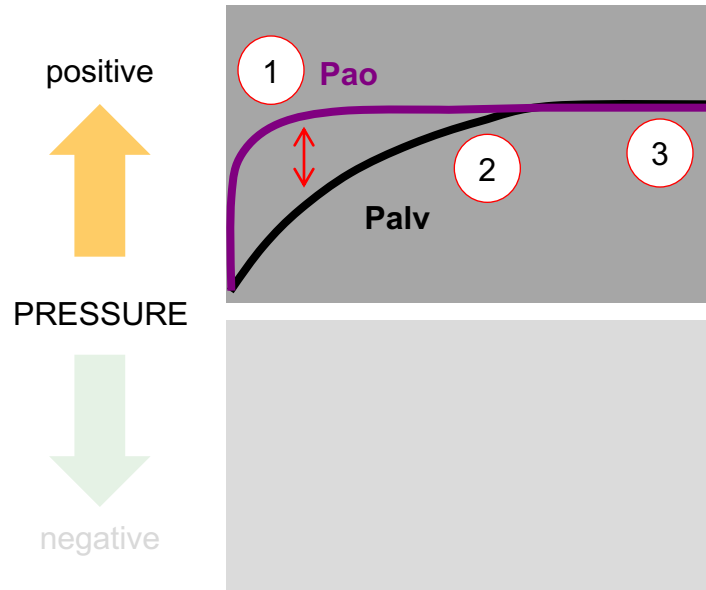 positive
1
Pao
2
3
Palv
PRESSURE
negative